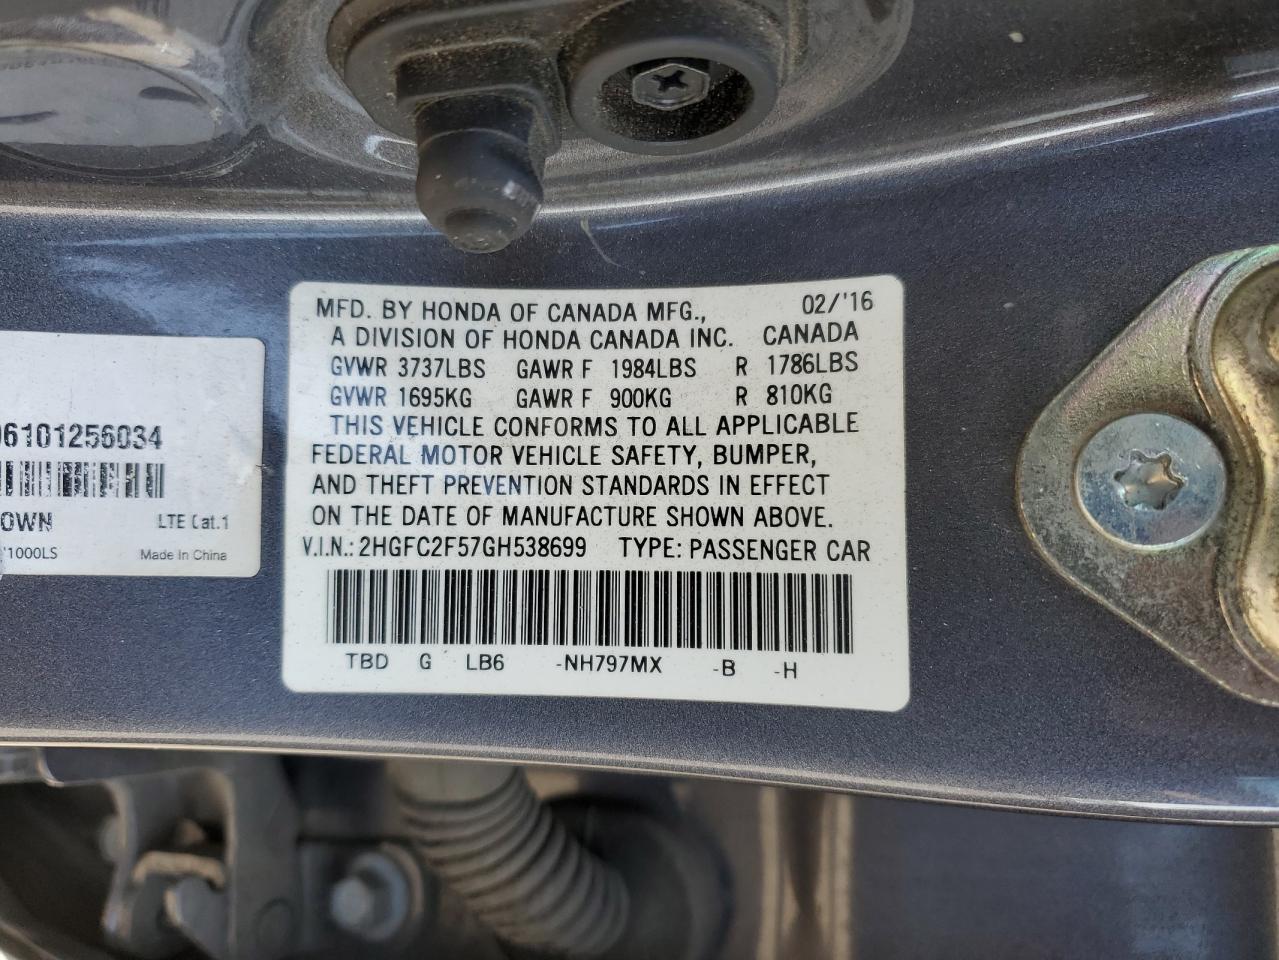 MFD. BY HONDA OF CANADA MFG., 02/'16
A DIVISION OF HONDA CANADA INC. CANADA
GVWR 3737LBS GAWR F 1984LBS R 1786LBS
GVWR 1695KG GAWR F 900KG R 810KG
THIS VEHICLE CONFORMS TO ALL APPLICABLE
FEDERAL MOTOR VEHICLE SAFETY, BUMPER,
AND THEFT PREVENTION STANDARDS IN EFFECT
ON THE DATE OF MANUFACTURE SHOWN ABOVE.
V.I.N.: 2HGFC2F57GH538699 TYPE: PASSENGER CAR
TBD G LB6 -NH797MX -B -H
06101256034
OWN LTE Cat.1
'1000LS Made In China